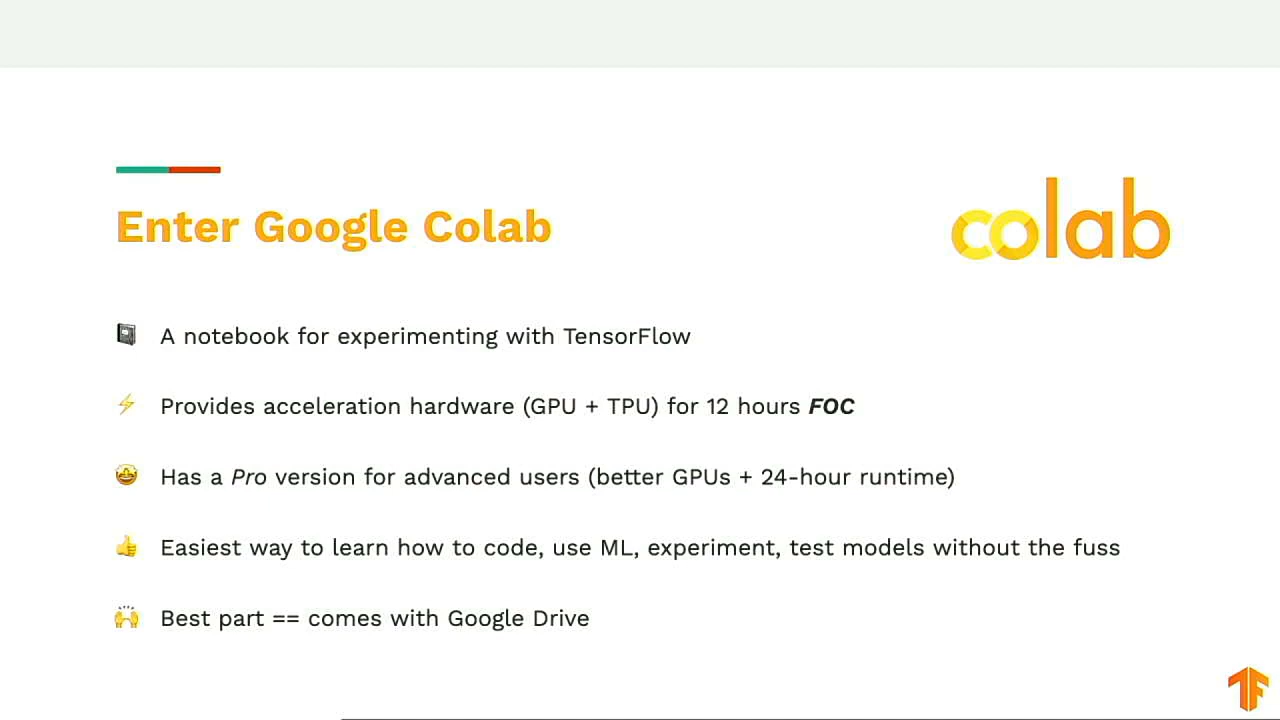 Enter Google Colab
colab
A notebook for experimenting with TensorFlow
Provides acceleration hardware (GPU + TPU) for 12 hours FOC
Has a Pro version for advanced users (better GPUs + 24-hour runtime)
Easiest way to learn how to code, use ML, experiment, test models without the fuss
Best part == comes with Google Drive